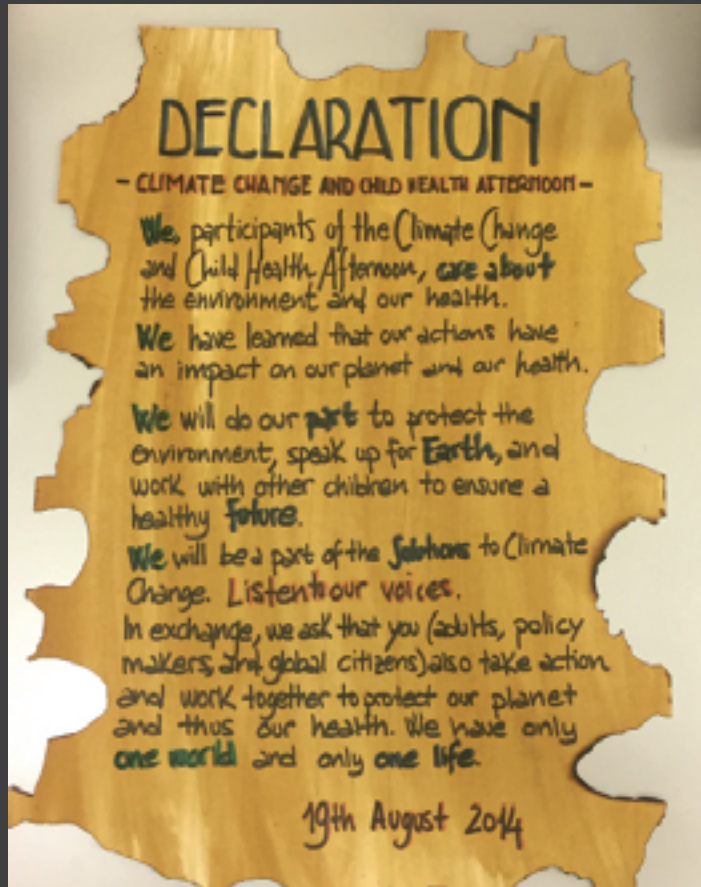 DECLARATION
- CLIMATE CHANGE AND CHILD HEALTH AFTERNOON -
We, participants of the Climate Change
and Child Health Afternoon, care about
the environment and our health.
We have learned that our actions have
an impact on our planet and our health.
We will do our part to protect the
environment, speak up for Earth, and
work with other children to ensure a
healthy future.
We will be a part of the Solutions to Climate
Change. Listen to our voices.
In exchange, we ask that you (adults, policy
makers, and global citizens) also take action
and work together to protect our planet
and thus our health. We have only
one world and only one life.
19th August 2014